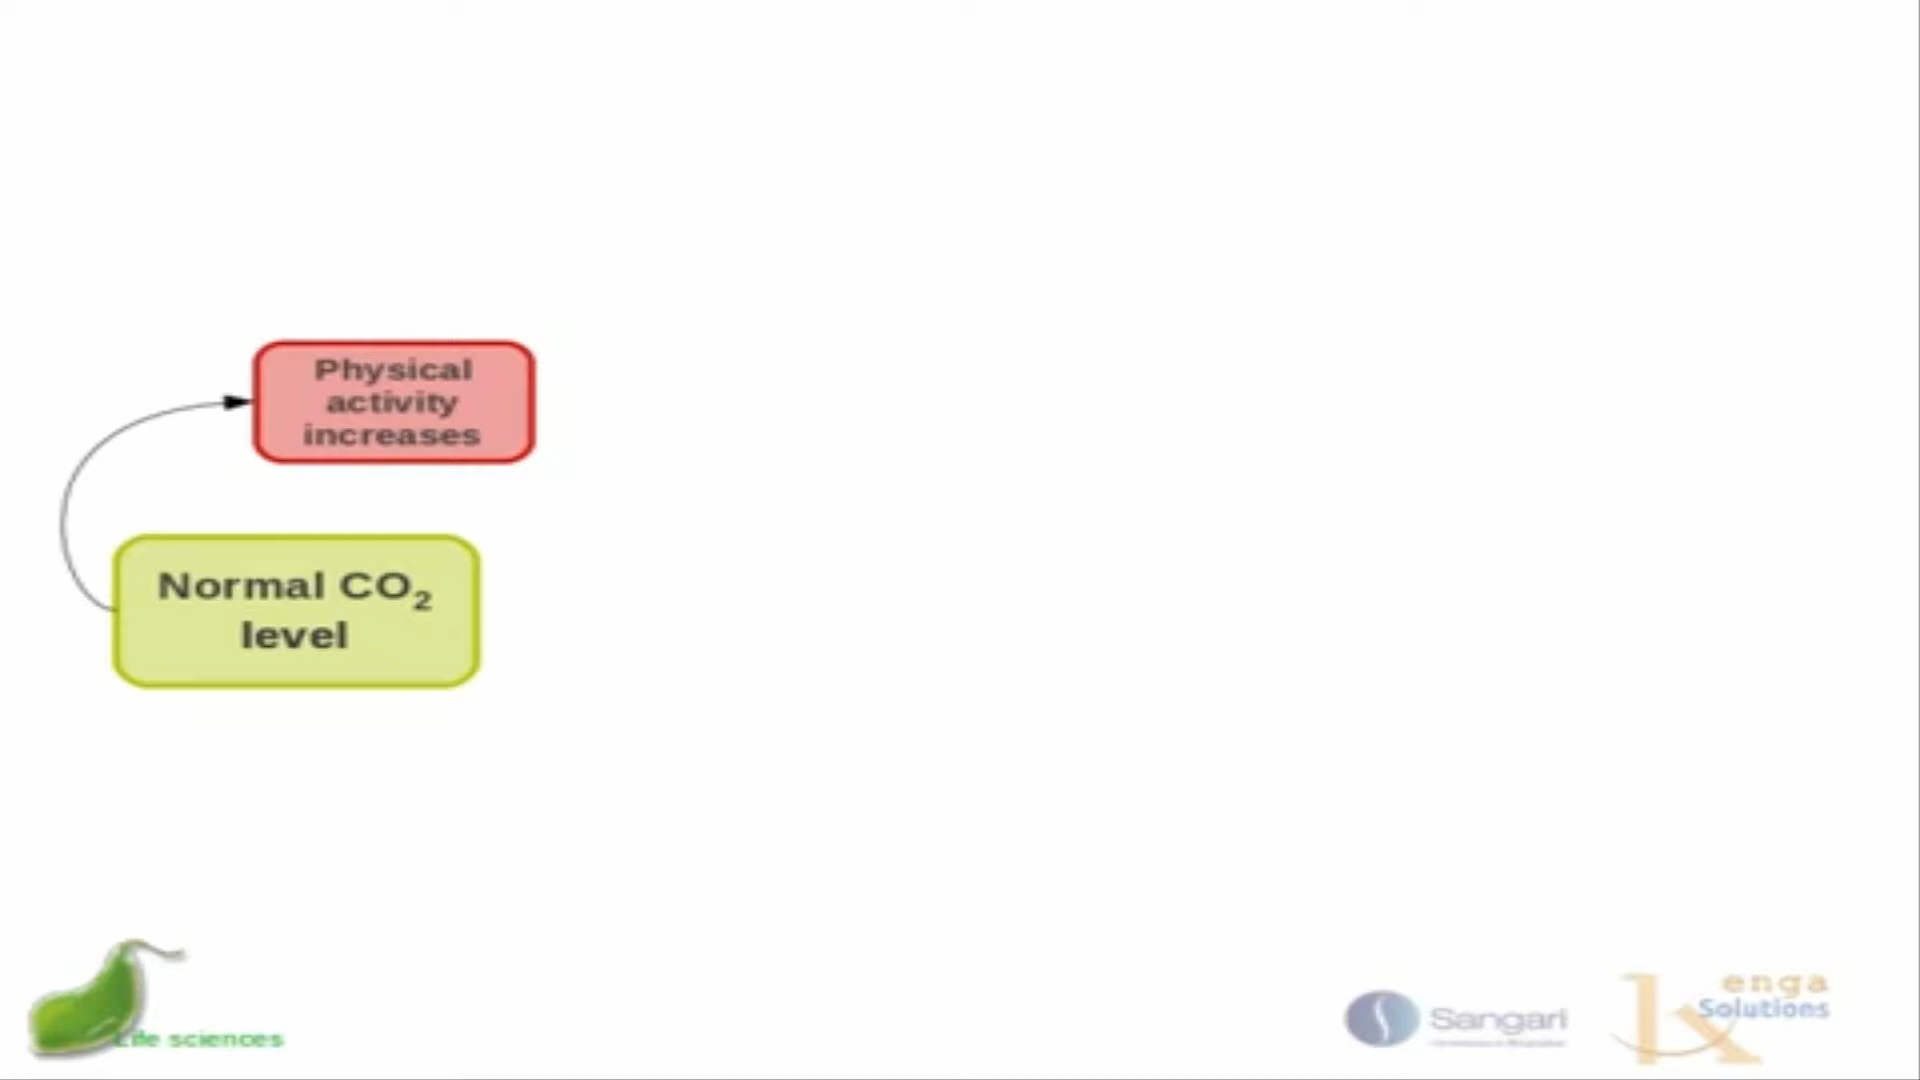 Physical
activity
increases
Normal CO₂
level
Life sciences
Sangari
enga
Solutions